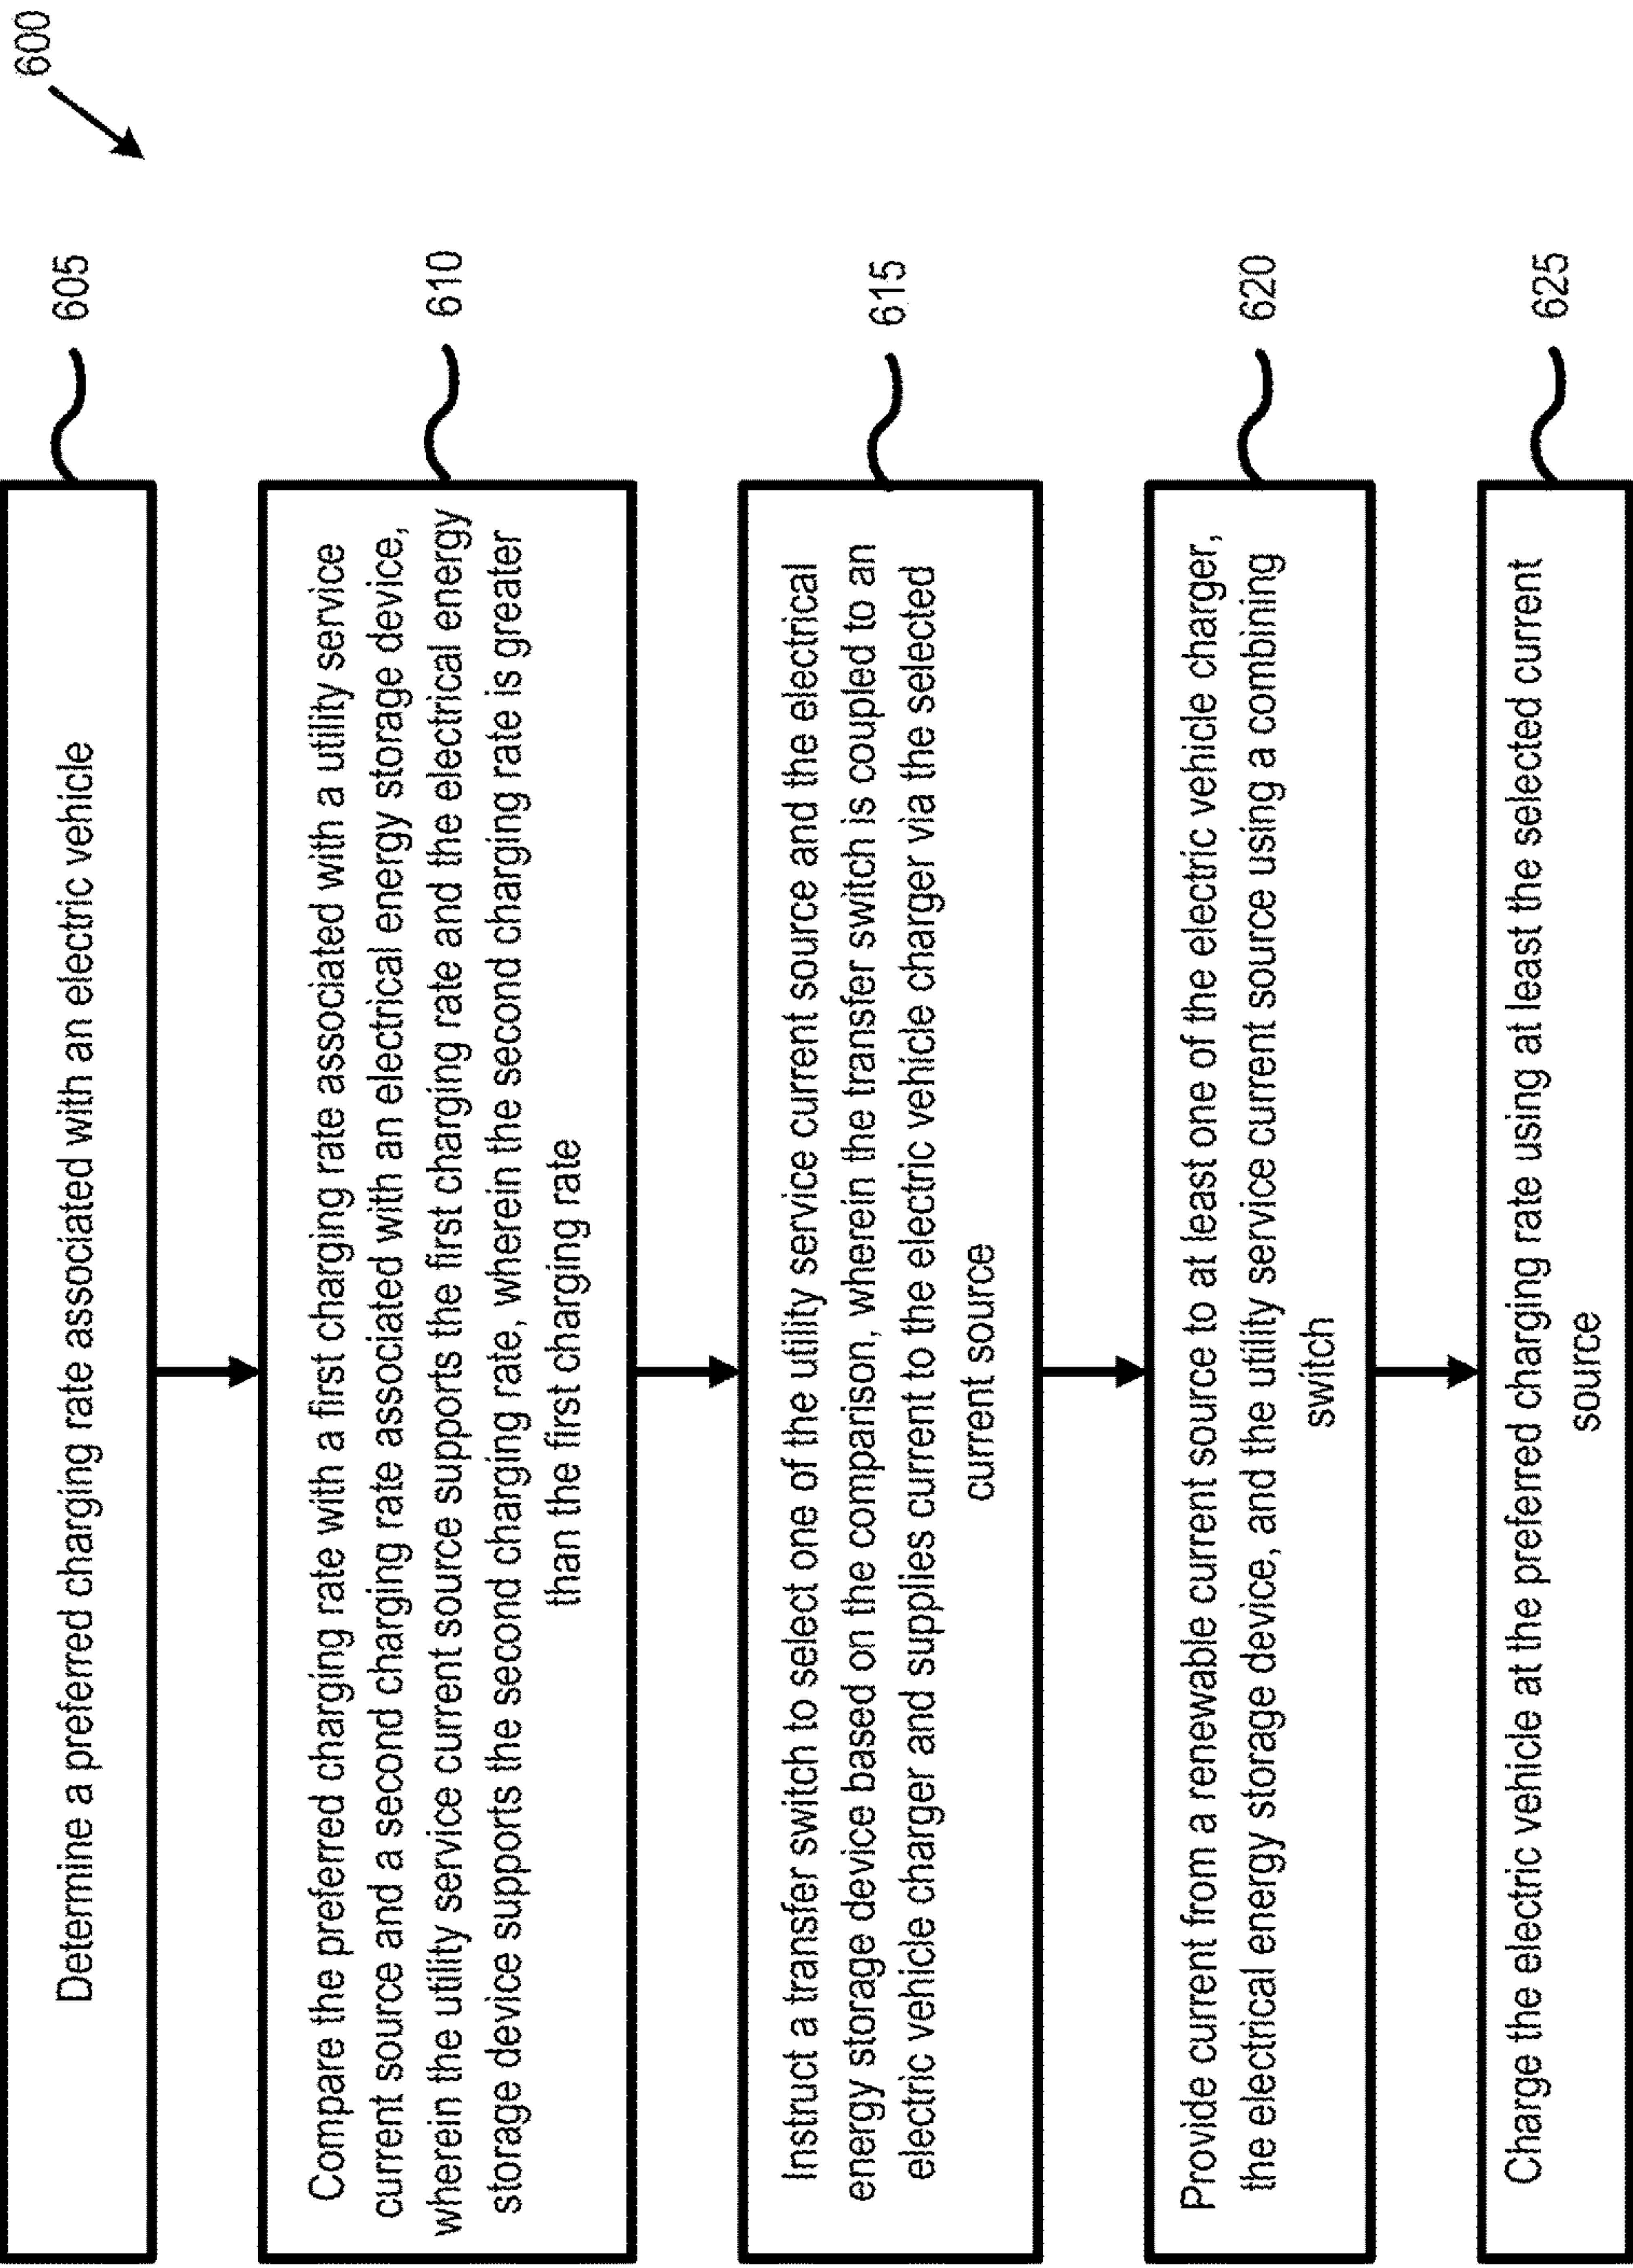 600
Determine a preferred charging rate associated with an electric vehicle
605
Compare the preferred charging rate with a first charging rate associated with a utility service
current source and a second charging rate associated with an electrical energy storage device,
wherein the utility service current source supports the first charging rate and the electrical energy
storage device supports the second charging rate, wherein the second charging rate is greater
than the first charging rate
610
Instruct a transfer switch to select one of the utility service current source and the electrical
energy storage device based on the comparison, wherein the transfer switch is coupled to an
electric vehicle charger and supplies current to the electric vehicle charger via the selected
current source
615
Provide current from a renewable current source to at least one of the electric vehicle charger,
the electrical energy storage device, and the utility service current source using a combining
switch
620
Charge the electric vehicle at the preferred charging rate using at least the selected current
source
625